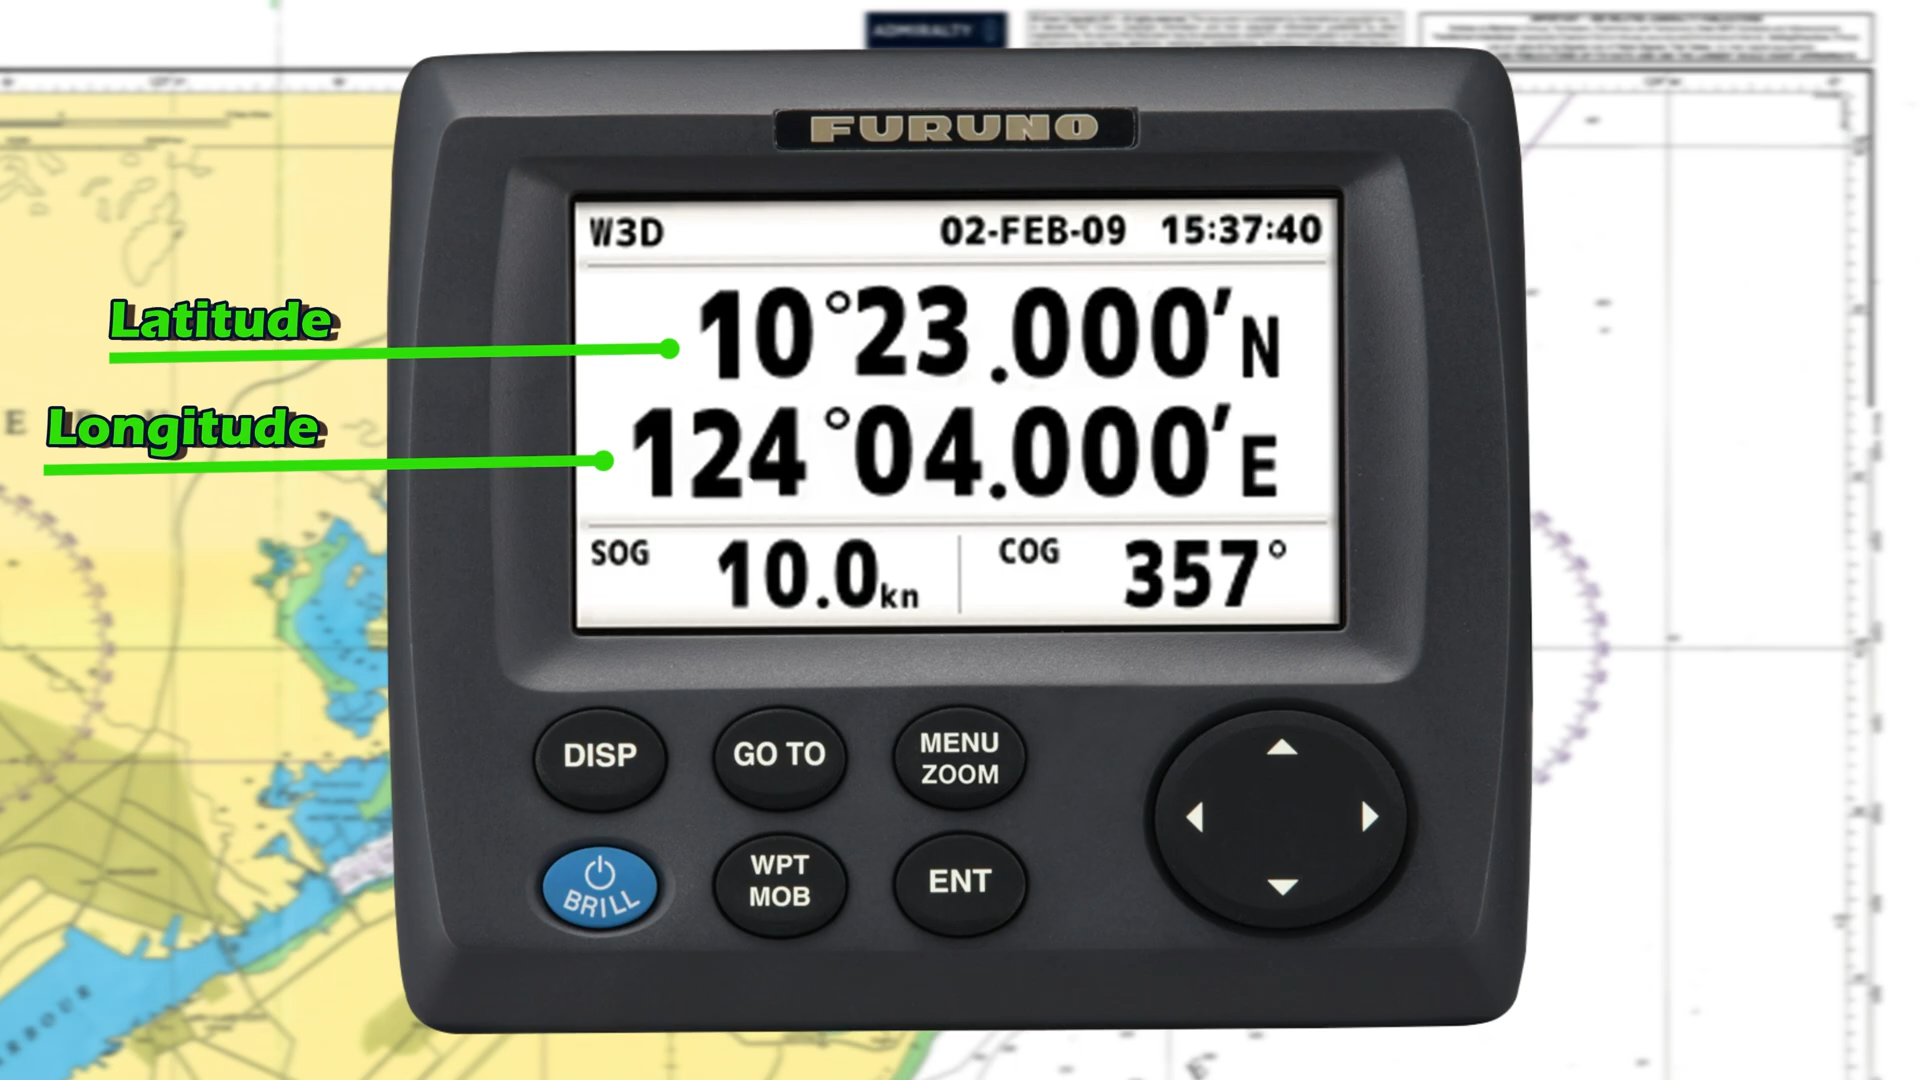 ADMIRALTY
FURUNO
W3D 02-FEB-09 15:37:40
Latitude
10°23.000'N
Longitude
124°04.000'E
SOG 10.0kn COG 357°
DISP GO TO MENU ZOOM
BRILL WPT MOB ENT